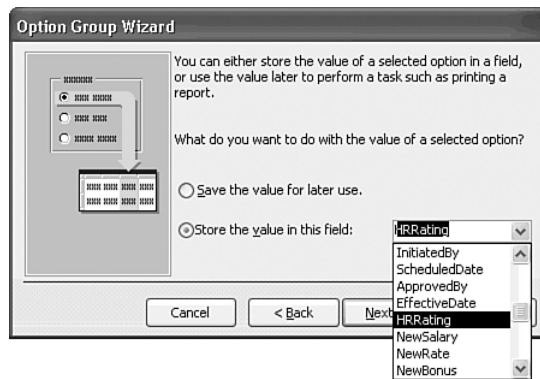 Option Group Wizard
You can either store the value of a selected option in a field,
or use the value later to perform a task such as printing a
report.
What do you want to do with the value of a selected option?
Save the value for later use.
Store the value in this field:
HRRating
InitiatedBy
ScheduledDate
ApprovedBy
EffectiveDate
HRRating
NewSalary
NewRate
NewBonus
Cancel
< Back
Next